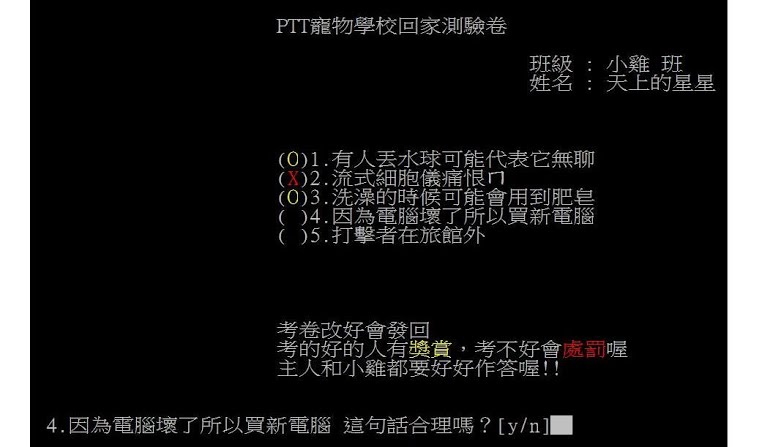 PTT寵物學校回家測驗卷
班級 : 小雞 班
姓名 : 天上的星星
(O)1.有人丟水球可能代表它無聊
(X)2.流式細胞儀痛恨ㄇ
(O)3.洗澡的時候可能會用到肥皂
( )4.因為電腦壞了所以買新電腦
( )5.打擊者在旅館外
考卷改好會發回
考的好的人有獎賞，考不好會處罰喔
主人和小雞都要好好作答喔!!
4.因為電腦壞了所以買新電腦 這句話合理嗎？[y/n]